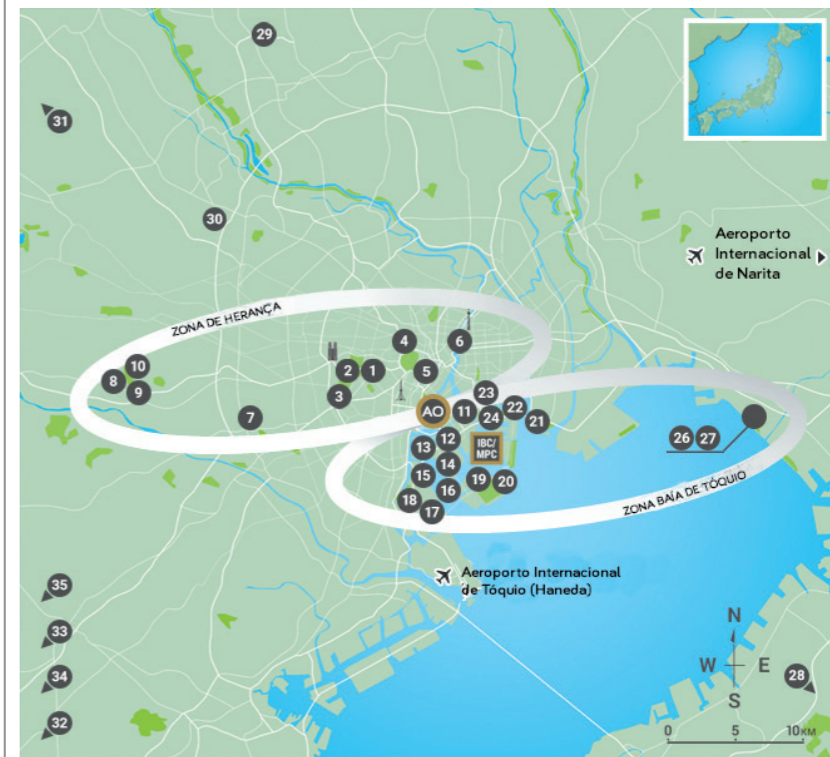 29
31
30
Aeroporto
Internacional
de Narita
ZONA DE HERANÇA
4
6
10
2
1
5
8
9
3
23
7
AO
11
24
22
21
12
13
IBC/
MPC
26
27
14
15
19
20
16
18
17
ZONA BAÍA DE TÓQUIO
Aeroporto Internacional
de Tóquio (Haneda)
35
33
34
32
N
W
E
S
28
0
5
10KM